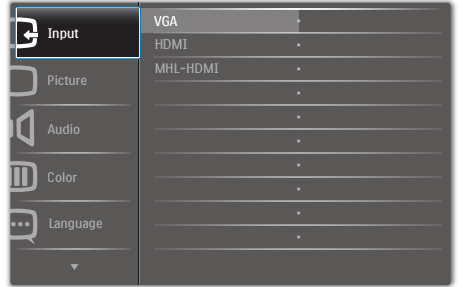 Input
Picture
Audio
Color
Language
VGA
HDMI
MHL-HDMI